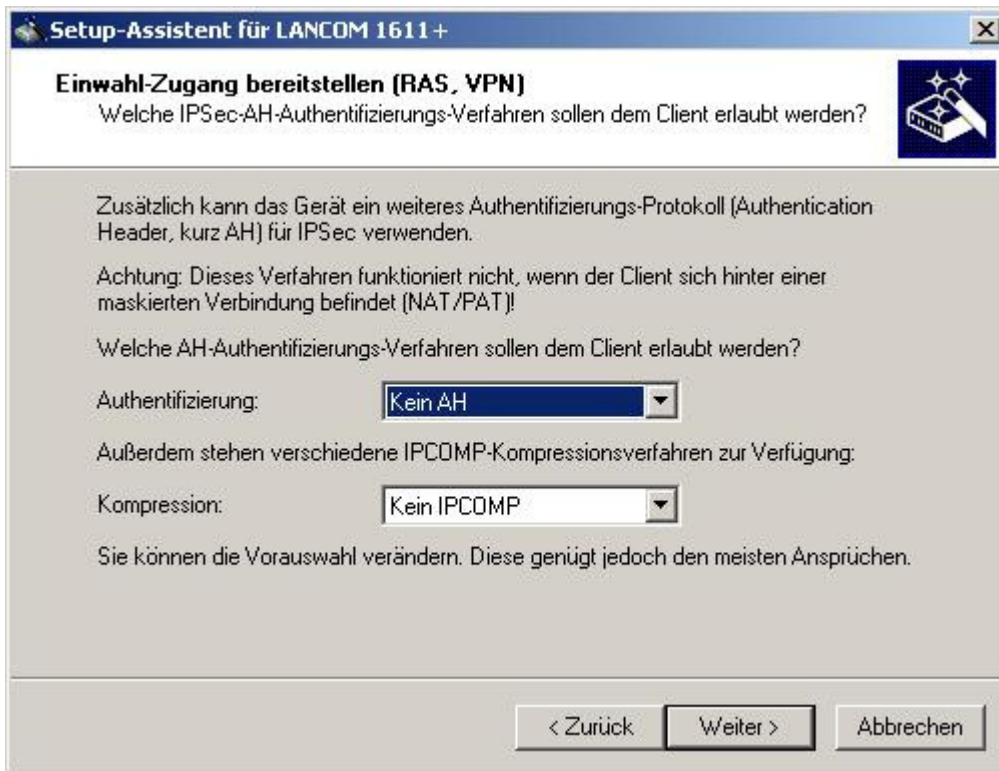 Setup-Assistent für LANCOM 1611+
Einwahl-Zugang bereitstellen (RAS, VPN)
Welche IPSec-AH-Authentifizierungs-Verfahren sollen dem Client erlaubt werden?
Zusätzlich kann das Gerät ein weiteres Authentifizierungs-Protokoll (Authentication
Header, kurz AH) für IPSec verwenden.
Achtung: Dieses Verfahren funktioniert nicht, wenn der Client sich hinter einer
maskierten Verbindung befindet (NAT/PAT)!
Welche AH-Authentifizierungs-Verfahren sollen dem Client erlaubt werden?
Authentifizierung: Kein AH
Außerdem stehen verschiedene IPCOMP-Kompressionsverfahren zur Verfügung:
Kompression: Kein IPCOMP
Sie können die Vorauswahl verändern. Diese genügt jedoch den meisten Ansprüchen.
< Zurück Weiter > Abbrechen